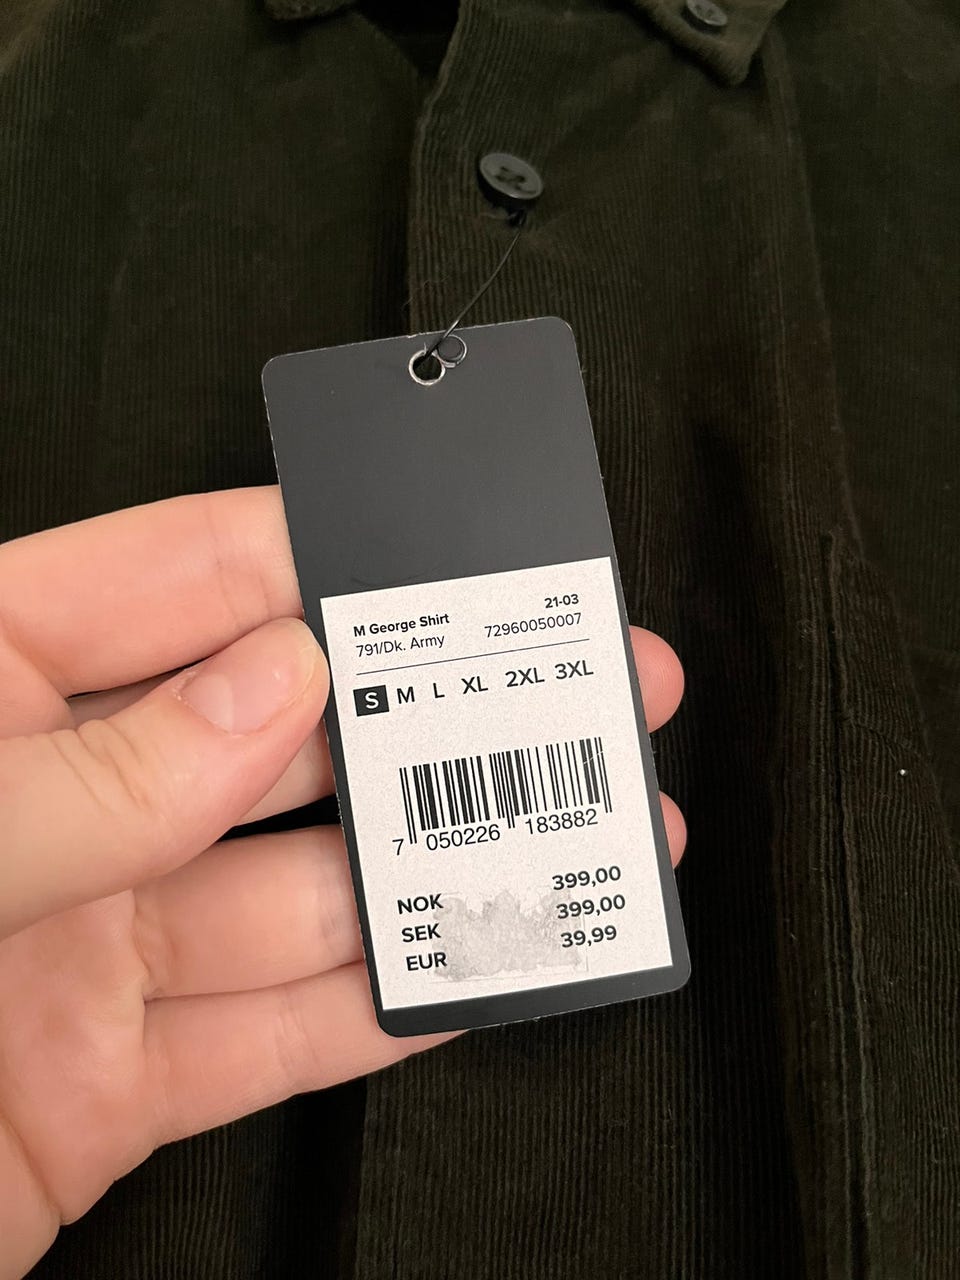 M George Shirt 21-03
791/Dk. Army 72960050007
S M L XL 2XL 3XL
7 050226 183882
NOK 399,00
SEK 399,00
EUR 39,99